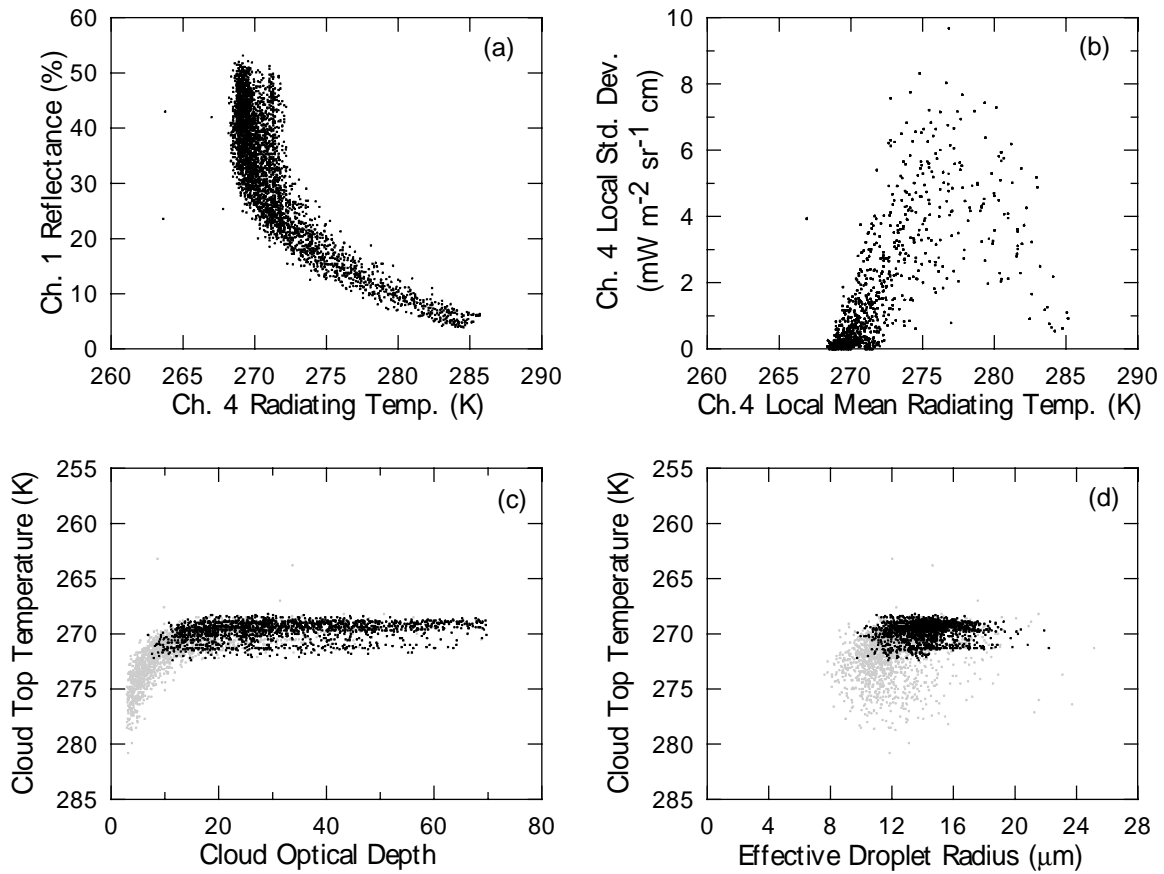 (a)
Ch. 1 Reflectance (%)
60
50
40
30
20
10
0
260 265 270 275 280 285 290
Ch. 4 Radiating Temp. (K)
(b)
Ch. 4 Local Std. Dev.
(mW m-2 sr-1 cm)
10
8
6
4
2
0
260 265 270 275 280 285 290
Ch.4 Local Mean Radiating Temp. (K)
(c)
Cloud Top Temperature (K)
255
260
265
270
275
280
285
0 20 40 60 80
Cloud Optical Depth
(d)
Cloud Top Temperature (K)
255
260
265
270
275
280
285
0 4 8 12 16 20 24 28
Effective Droplet Radius (μm)